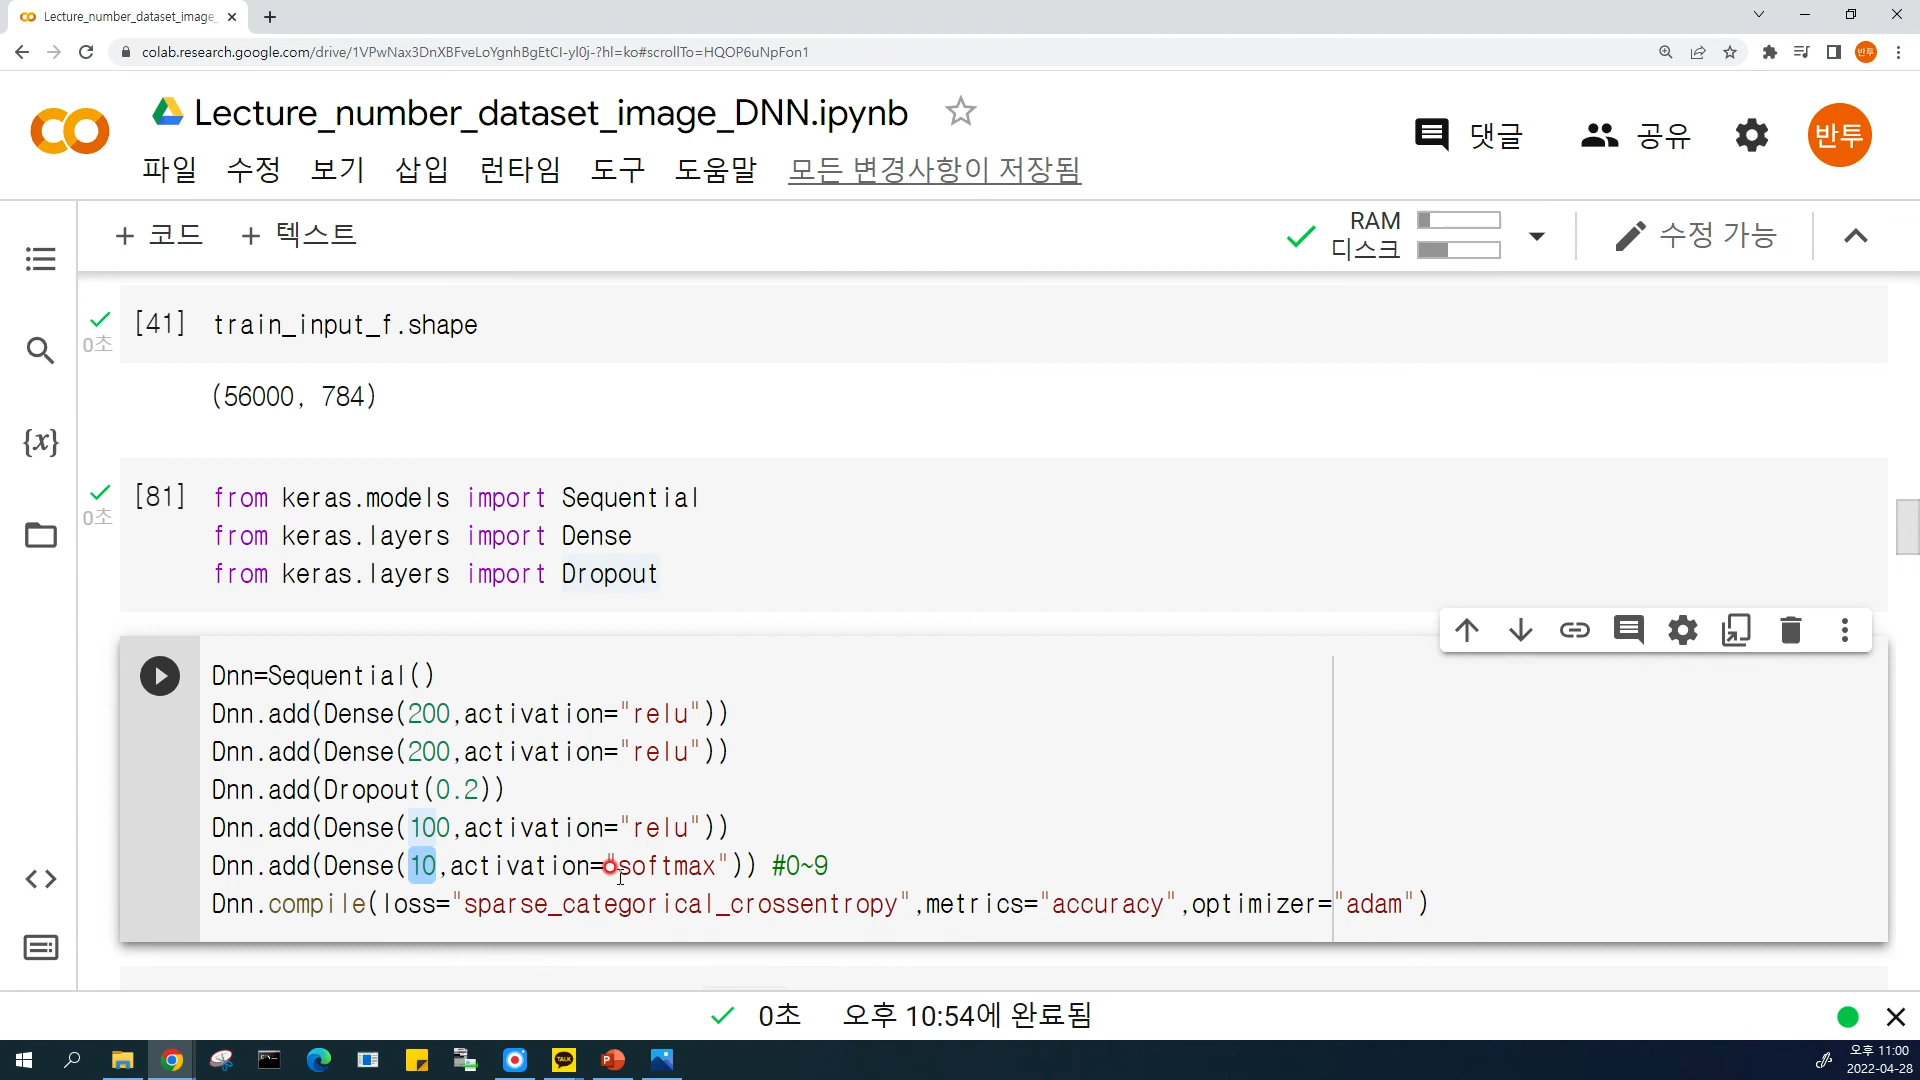 Lecture_number_dataset_image_
colab.research.google.com/drive/1VPwNax3DnXBFveLoYgnhBgEtCI-yl0j-?hl=ko#scrollTo=HQOP6uNpFon1
반투
Lecture_number_dataset_image_DNN.ipynb
댓글 공유 반투
파일 수정 보기 삽입 런타임 도구 도움말 모든 변경사항이 저장됨
+ 코드 + 텍스트
RAM
디스크
수정 가능
[41] train_input_f.shape
0초
(56000, 784)
{x}
[81] from keras.models import Sequential
0초
from keras.layers import Dense
from keras.layers import Dropout
Dnn=Sequential()
Dnn.add(Dense(200,activation="relu"))
Dnn.add(Dense(200,activation="relu"))
Dnn.add(Dropout(0.2))
Dnn.add(Dense(100,activation="relu"))
Dnn.add(Dense(10,activation="softmax")) #0~9
Dnn.compile(loss="sparse_categorical_crossentropy",metrics="accuracy",optimizer="adam")
0초 오후 10:54에 완료됨
TALK
오후 11:00
2022-04-28